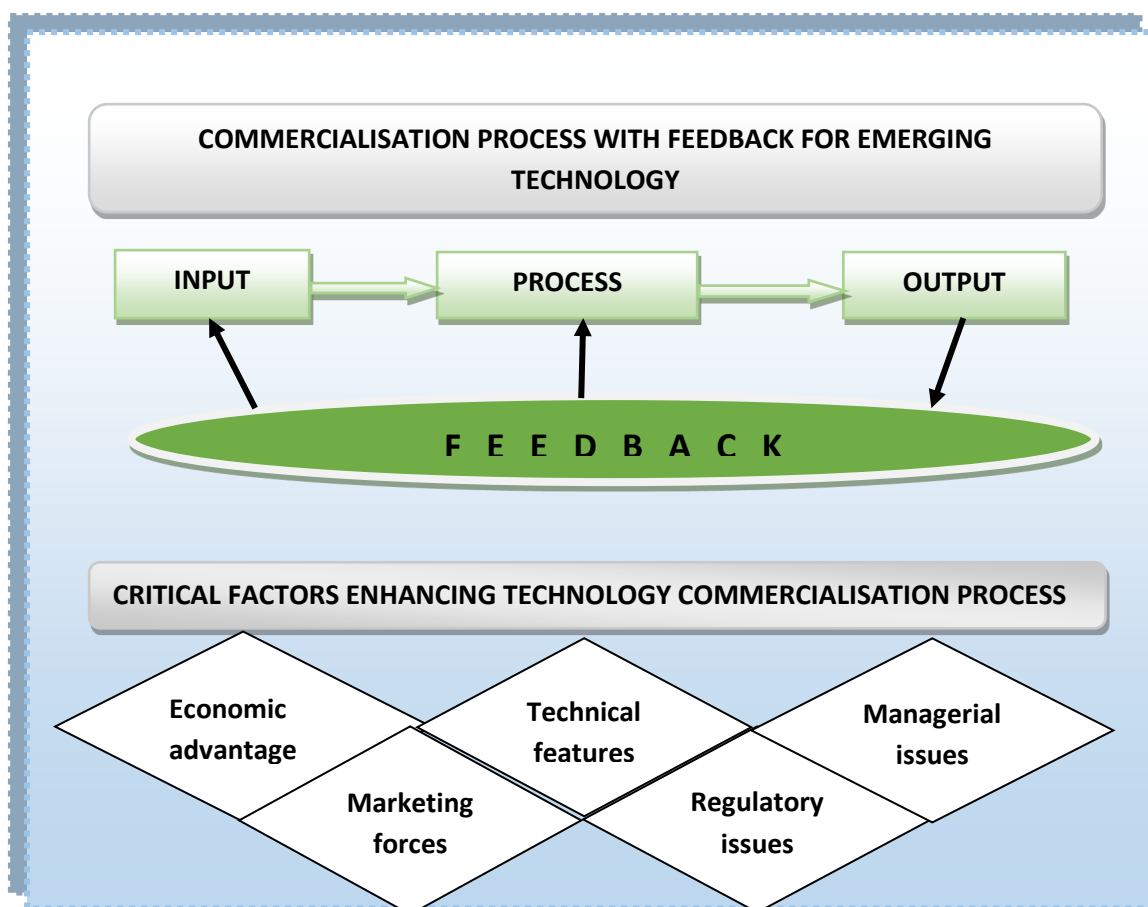 COMMERCIALISATION PROCESS WITH FEEDBACK FOR EMERGING
TECHNOLOGY
INPUT
PROCESS
OUTPUT
F E E D B A C K
CRITICAL FACTORS ENHANCING TECHNOLOGY COMMERCIALISATION PROCESS
Economic
advantage
Technical
features
Managerial
issues
Marketing
forces
Regulatory
issues